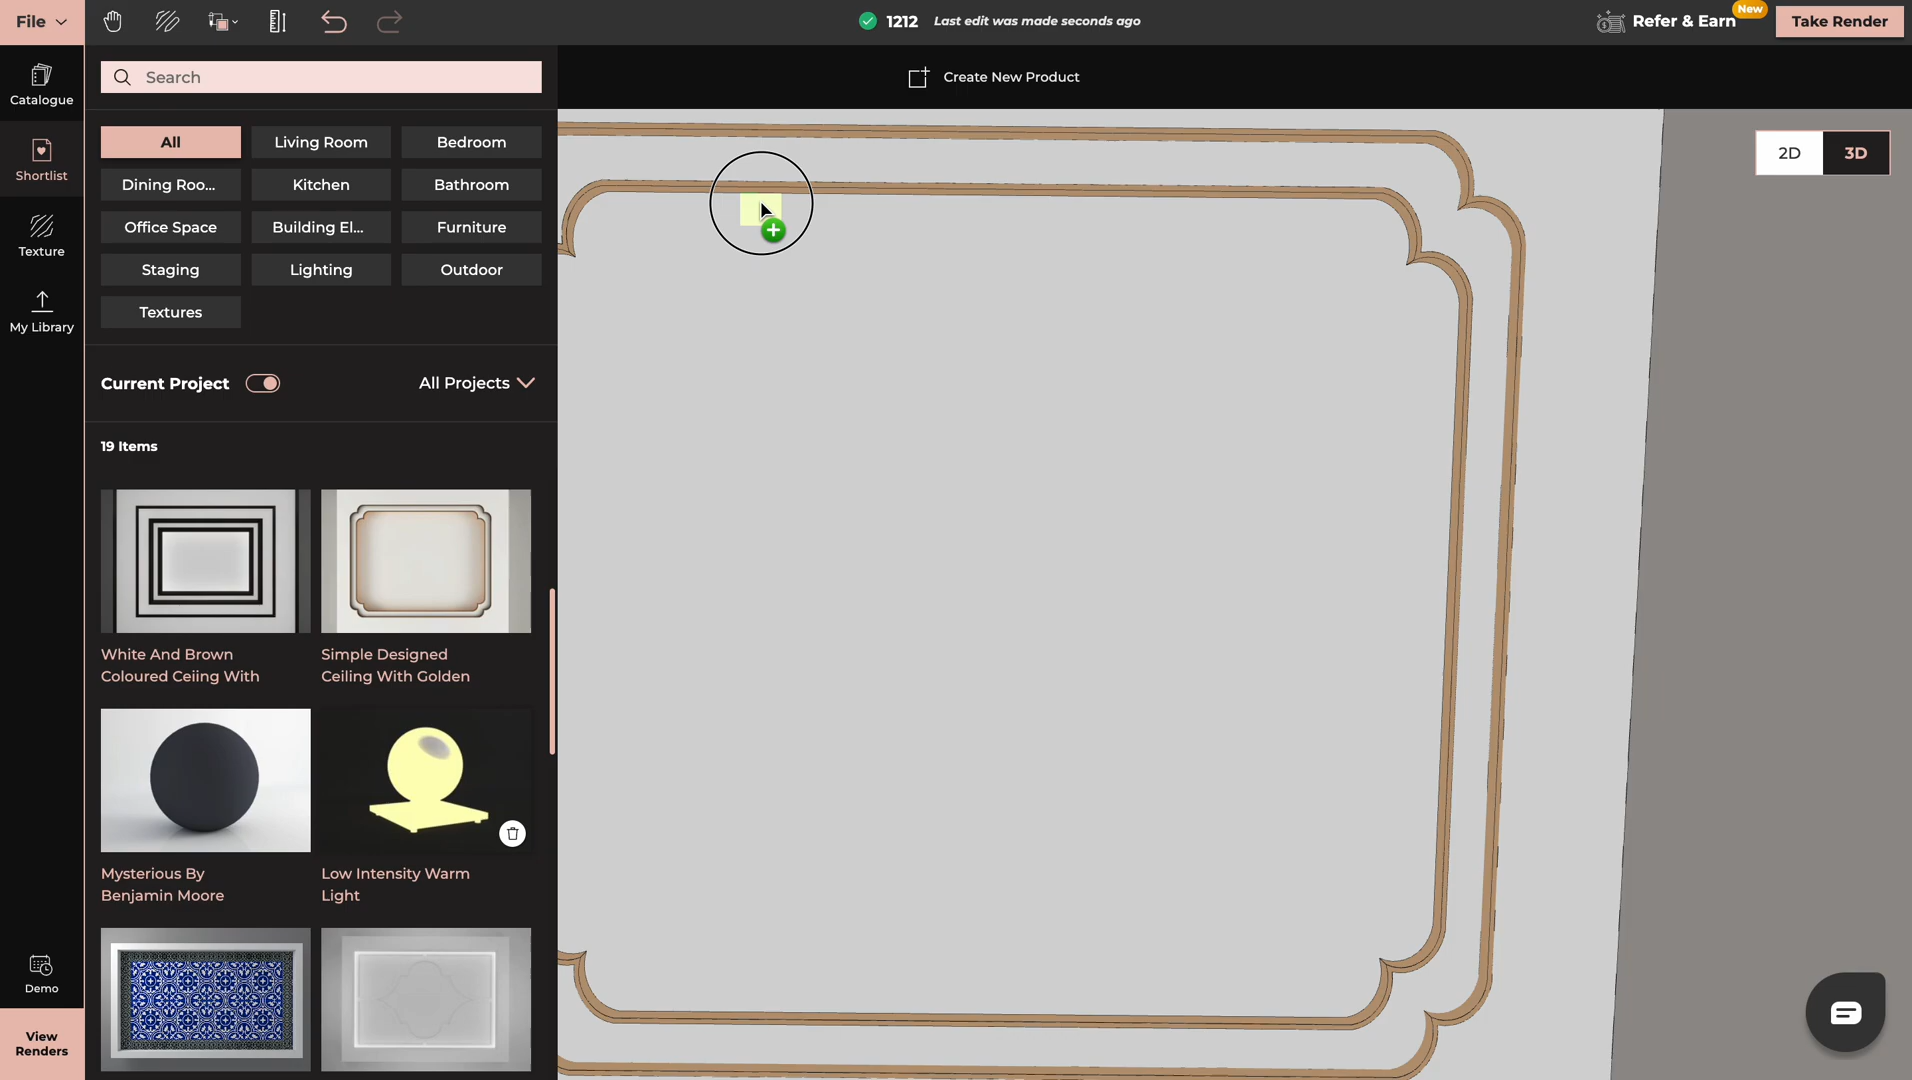 File
1212 Last edit was made seconds ago
Refer & Earn
New
Take Render
Catalogue
Shortlist
Texture
My Library
Demo
View
Renders
Search
Create New Product
2D 3D
All Living Room Bedroom
Dining Roo... Kitchen Bathroom
Office Space Building El... Furniture
Staging Lighting Outdoor
Textures
Current Project All Projects
19 Items
White And Brown
Coloured Ceiing With
Simple Designed
Ceiling With Golden
Mysterious By
Benjamin Moore
Low Intensity Warm
Light